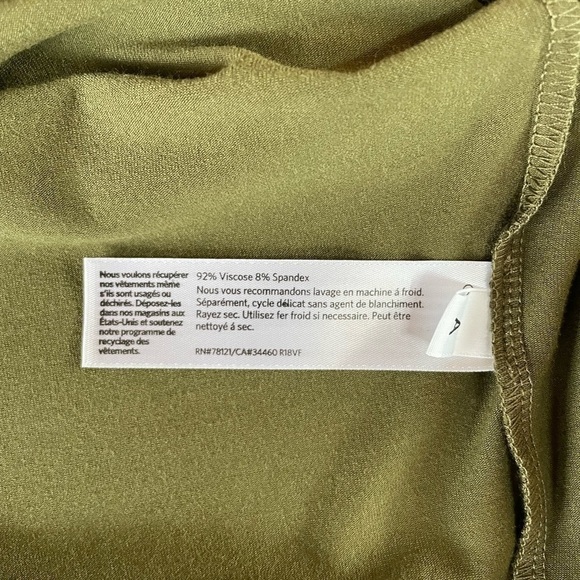 Nous voulons récupérer
nos vêtements même
s'ils sont usagés ou
déchirés. Déposez-les
dans nos magasins aux
États-Unis et soutenez
notre programme de
recyclage des
vêtements.
92% Viscose 8% Spandex
Nous vous recommandons lavage en machine á froid.
Séparément, cycle délicat sans agent de blanchiment.
Rayez sec. Utilisez fer froid si necessaire. Peut être
nettoyé á sec.
RN#78121/CA#34460 R18VF